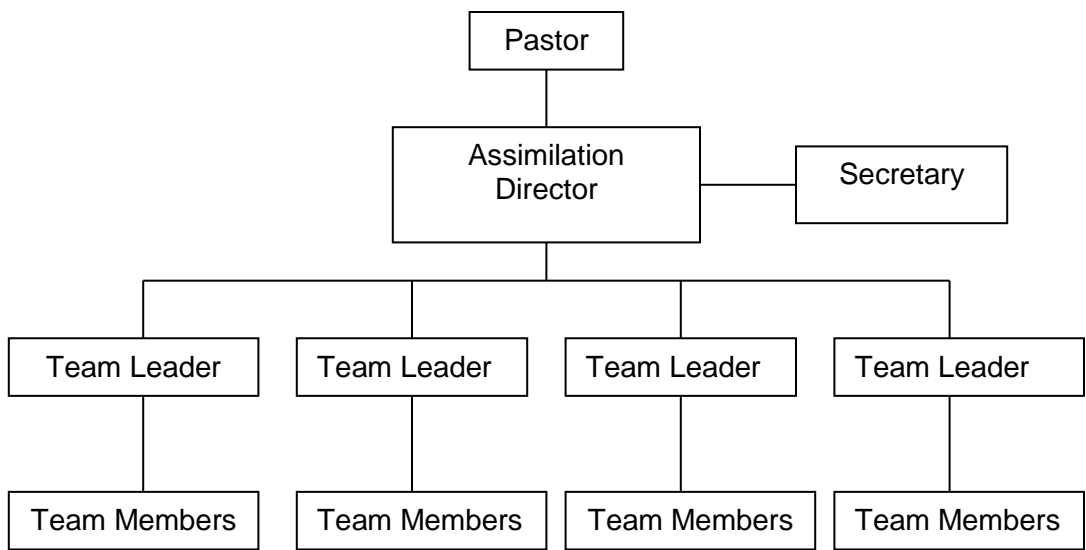 Pastor
Assimilation
Director
Secretary
Team Leader
Team Leader
Team Leader
Team Leader
Team Members
Team Members
Team Members
Team Members